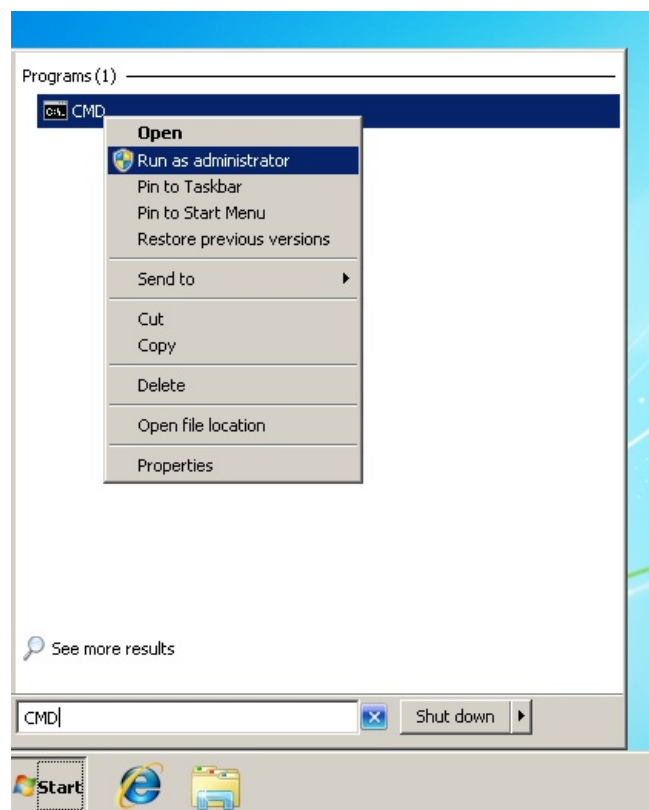 Programs (1)
CMD
Open
Run as administrator
Pin to Taskbar
Pin to Start Menu
Restore previous versions
Send to
Cut
Copy
Delete
Open file location
Properties
See more results
CMD
Shut down
Start